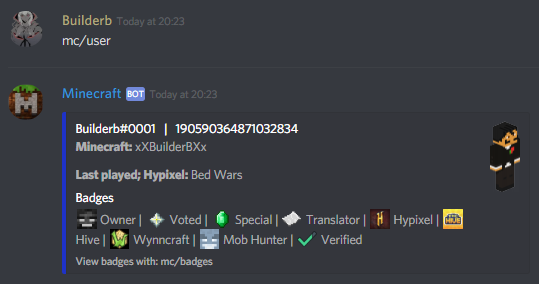 Builderb Today at 20:23
mc/user
Minecraft BOT Today at 20:23
Builderb#0001 | 190590364871032834
Minecraft: xXBuilderBXx
Last played; Hypixel: Bed Wars
Badges
Owner | Voted | Special | Translator | Hypixel |
Hive | Wynncraft | Mob Hunter | Verified
View badges with: mc/badges